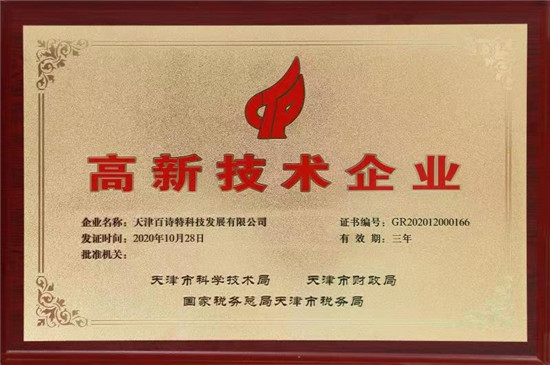 高新技术企业
企业名称：天津百诗特科技发展有限公司 证书编号：GR202012000166
发证时间：2020年10月28日 有 效 期：三年
批准机关：
天津市科学技术局 天津市财政局
国家税务总局天津市税务局